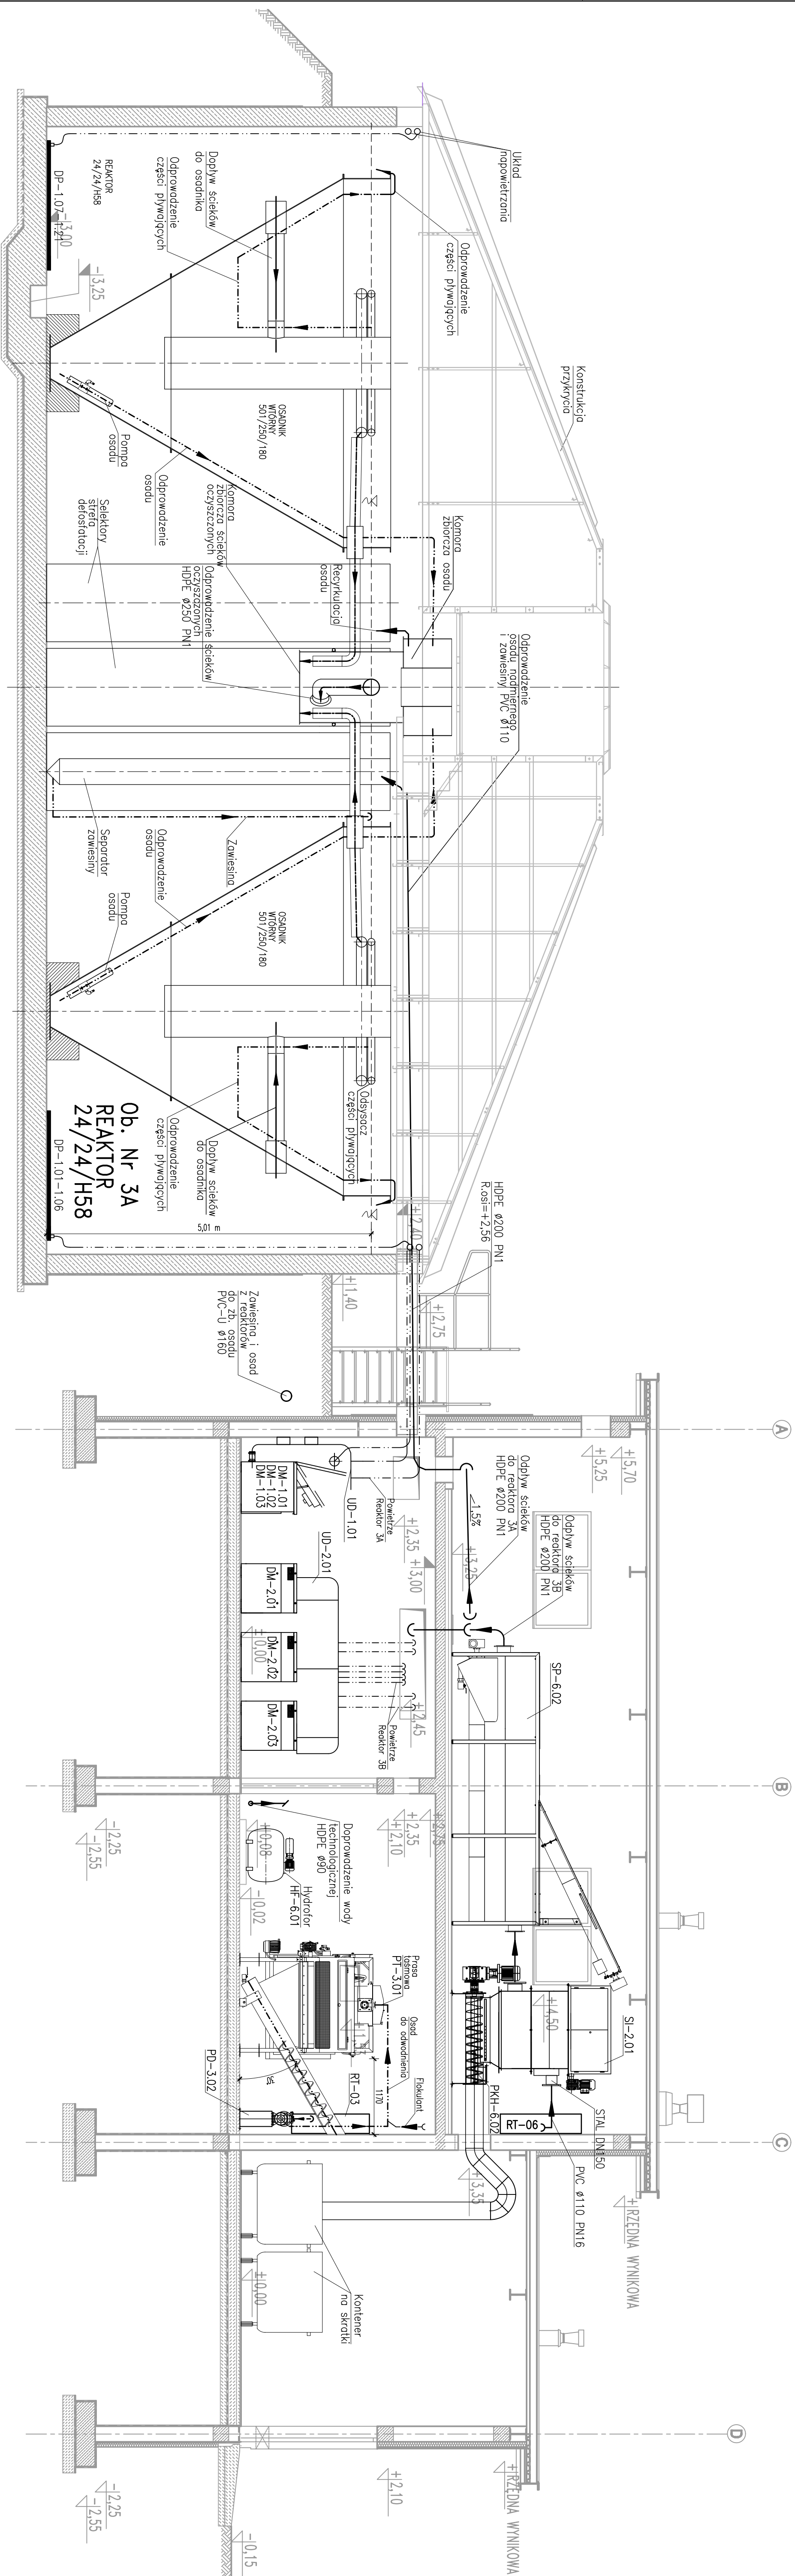 Układ
napowietrzania
Odprowadzenie
części pływających
Konstrukcja
przykrycia
Komora
zbiorcza osadu
Odprowadzenie
osadu nadmiernego
i zawiesiny PVC Ø110
REAKTOR
24/24/H58
DP-1.07-1.21
-3,00
-3,25
Dopływ ścieków
do osadnika
Odprowadzenie
części pływających
OSADNIK
WTÓRNY
501/250/180
Pompa
osadu
Odprowadzenie
osadu
Selektory
strefa
defosfatacji
Komora
zbiorcza ścieków
oczyszczonych
Odprowadzenie ścieków
oczyszczonych
HDPE Ø250 PN1
Recyrkulacja
osadu
Separator
zawiesiny
Zawiesina
Odprowadzenie
osadu
Pompa
osadu
OSADNIK
WTÓRNY
501/250/180
Odsysacz
części pływających
Dopływ ścieków
do osadnika
Odprowadzenie
części pływających
Ob. Nr 3A
REAKTOR
24/24/H58
DP-1.01-1.06
5,01 m
HDPE Ø200 PN1
R.osi=+2,56
+2,40
+2,75
+1,40
Zawiesina i osad
z reaktorów
do zb. osadu
PVC-U Ø160
A
+5,70
+5,25
Odpływ ścieków
do reaktora 3A
HDPE Ø200 PN1
Odpływ ścieków
do reaktora 3B
HDPE Ø200 PN1
~1,5%
+3,25
+3,00
+2,35
Powietrze
Reaktor 3A
UD-1.01
DM-1.01
DM-1.02
DM-1.03
UD-2.01
DM-2.01
DM-2.02
DM-2.03
±0,00
+2,45
Powietrze
Reaktor 3B
SP-6.02
B
+2,75
+2,35
+2,10
-2,25
-2,55
+0,08
-0,02
Doprowadzenie wody
technologicznej
HDPE Ø90
Hydrofor
HF-6.01
Prasa
taśmowa
PT-3.01
Osad
do odwodnienia
Flokulant
1170
RT-03
PD-3.02
+4,50
SI-2.01
STAL DN150
RT-06
PKH-6.02
PVC Ø110 PN16
C
+RZĘDNA WYNIKOWA
+3,35
Kontener
na skratki
±0,00
D
+RZĘDNA WYNIKOWA
+2,10
-2,25
-2,55
-0,15